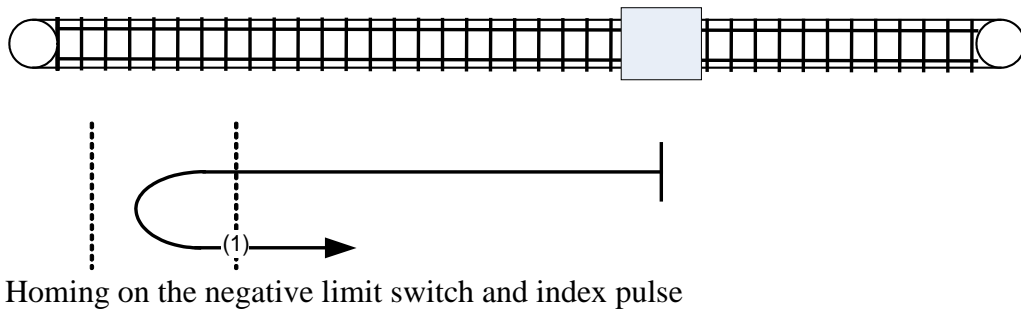 (1)
Homing on the negative limit switch and index pulse